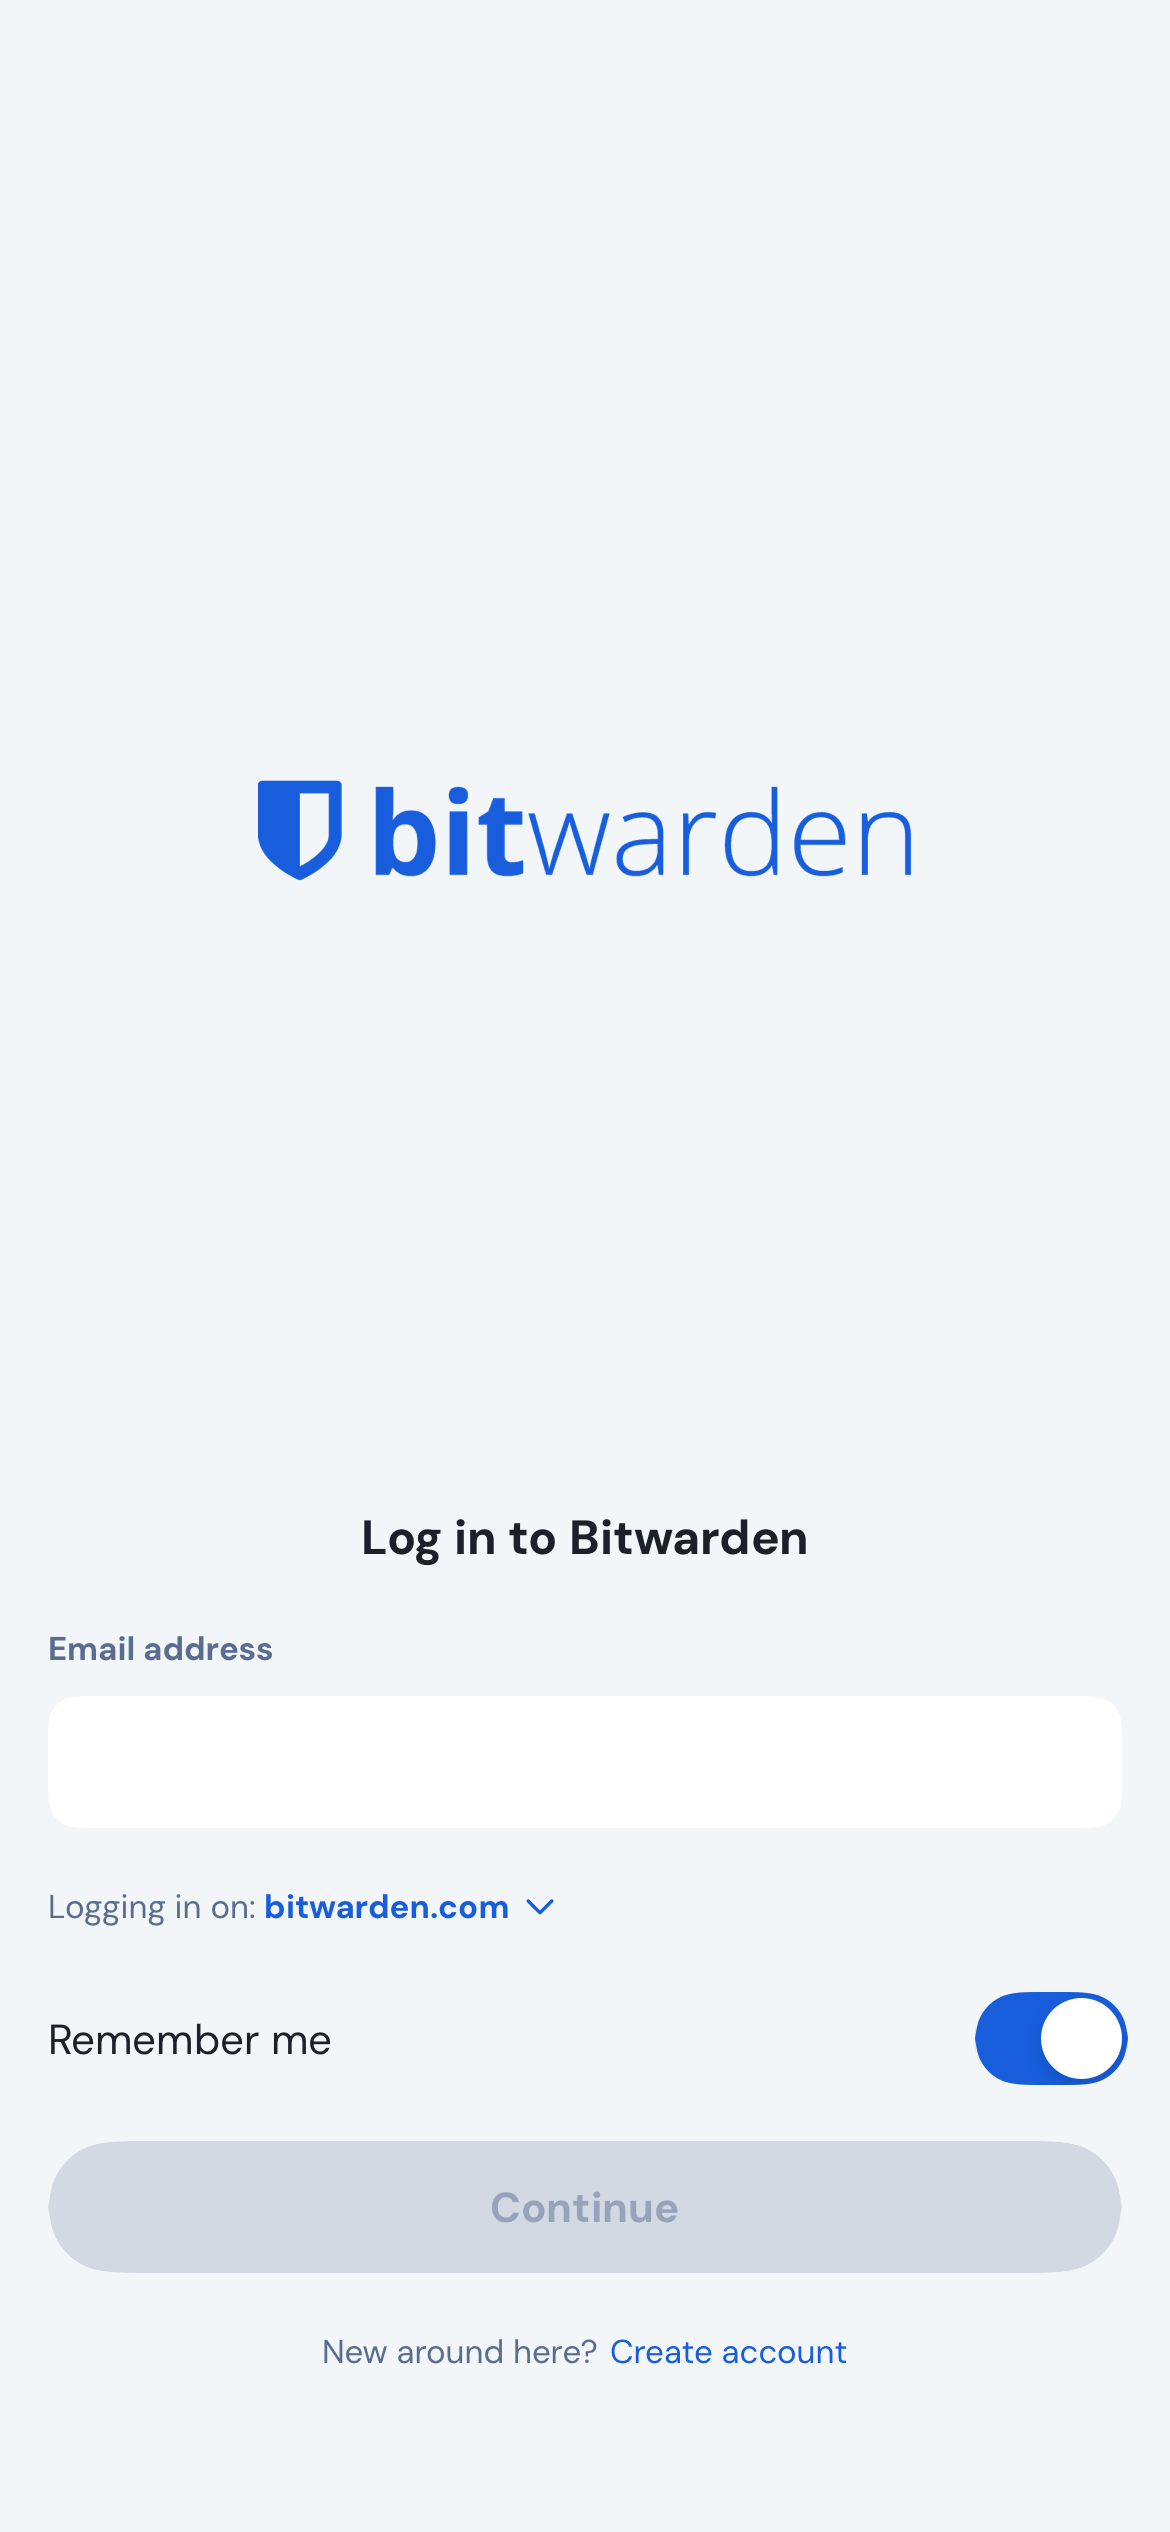 bitwarden
Log in to Bitwarden
Email address
Logging in on: bitwarden.com
Remember me
Continue
New around here? Create account